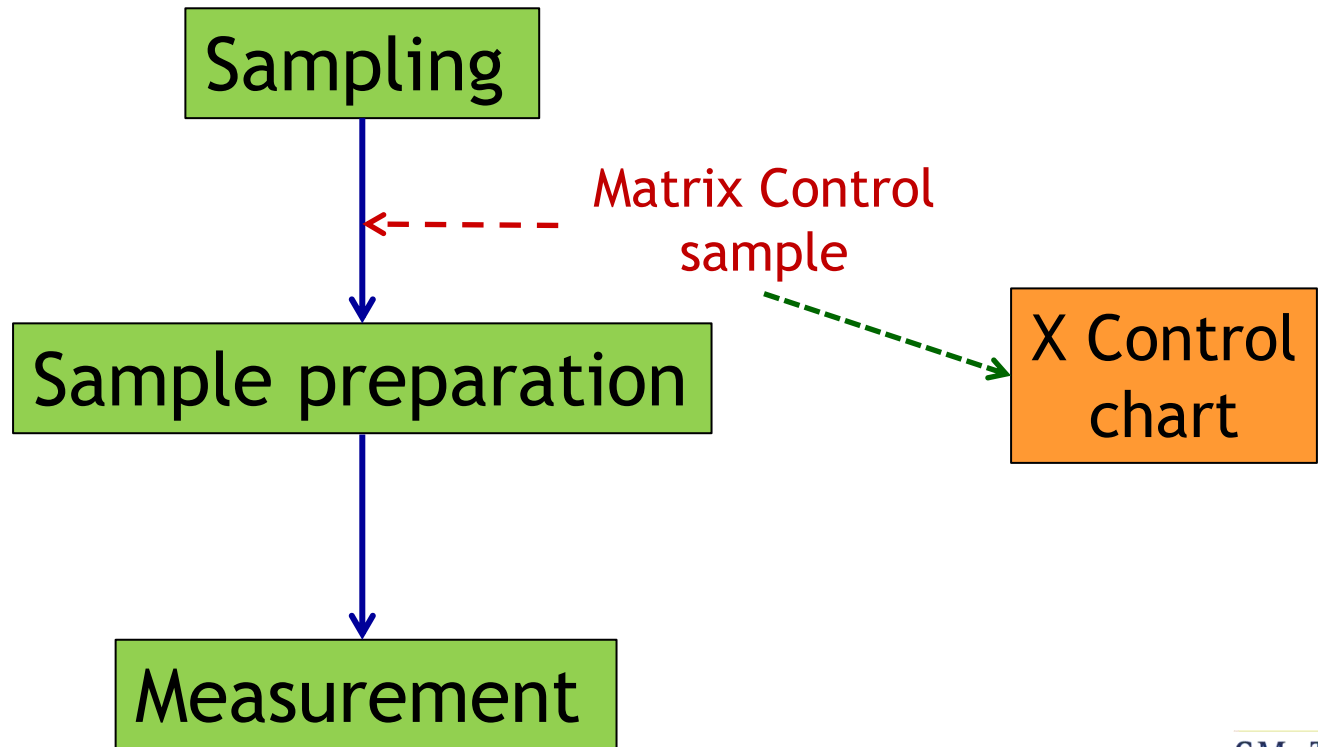 Sampling
Matrix Control
sample
X Control
chart
Sample preparation
Measurement